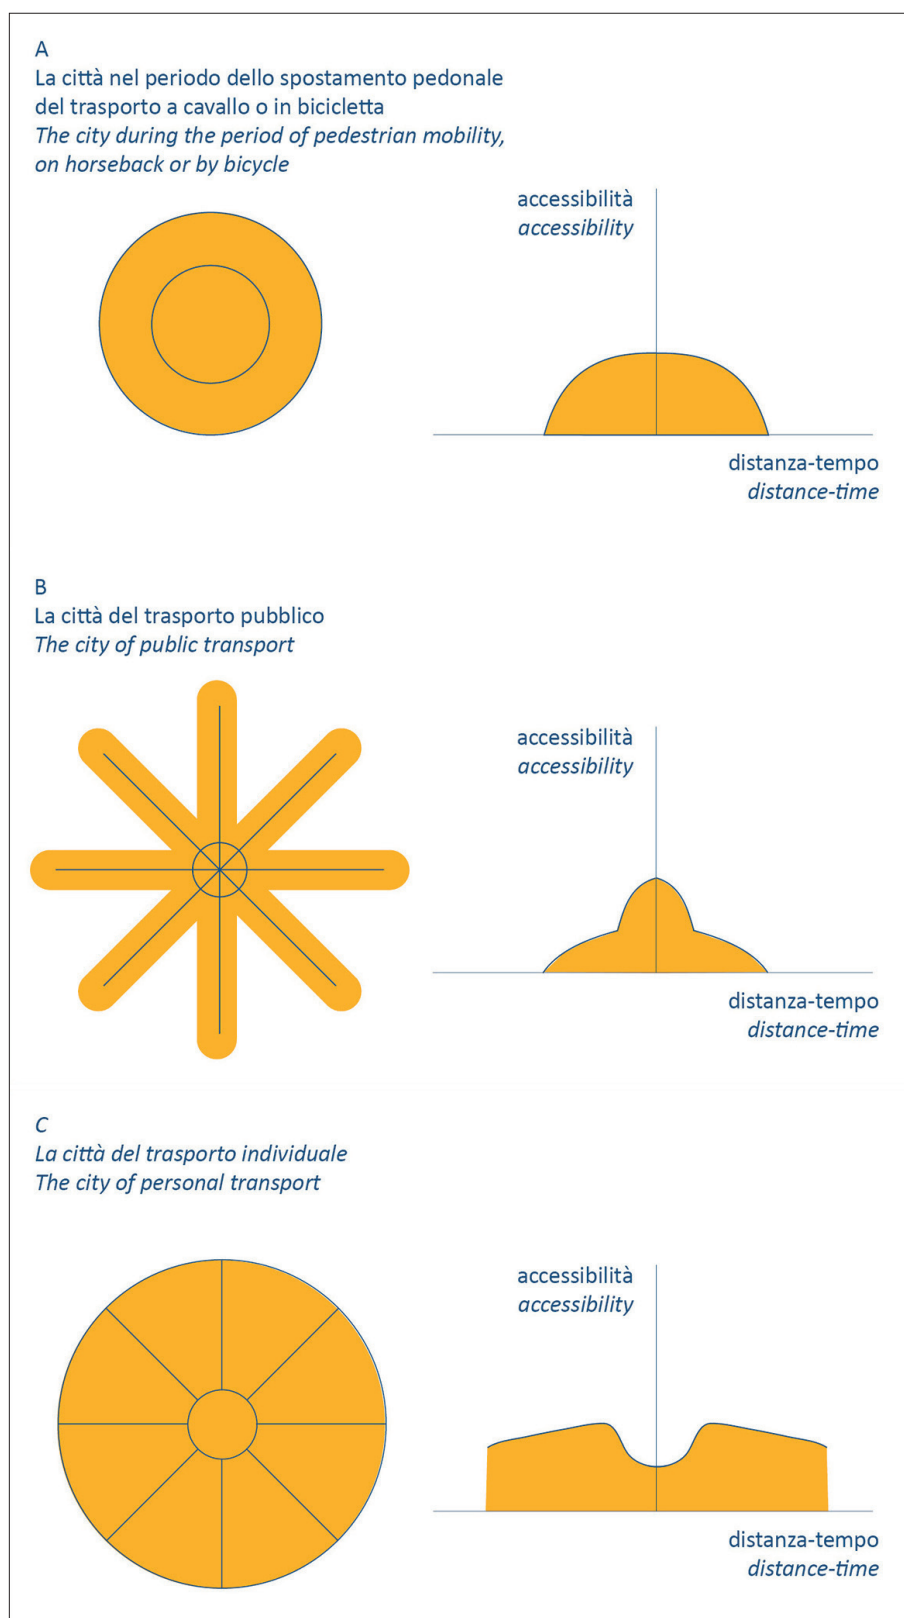 A
La città nel periodo dello spostamento pedonale
del trasporto a cavallo o in bicicletta
The city during the period of pedestrian mobility,
on horseback or by bicycle
accessibilità
accessibility
distanza-tempo
distance-time
B
La città del trasporto pubblico
The city of public transport
accessibilità
accessibility
distanza-tempo
distance-time
C
La città del trasporto individuale
The city of personal transport
accessibilità
accessibility
distanza-tempo
distance-time